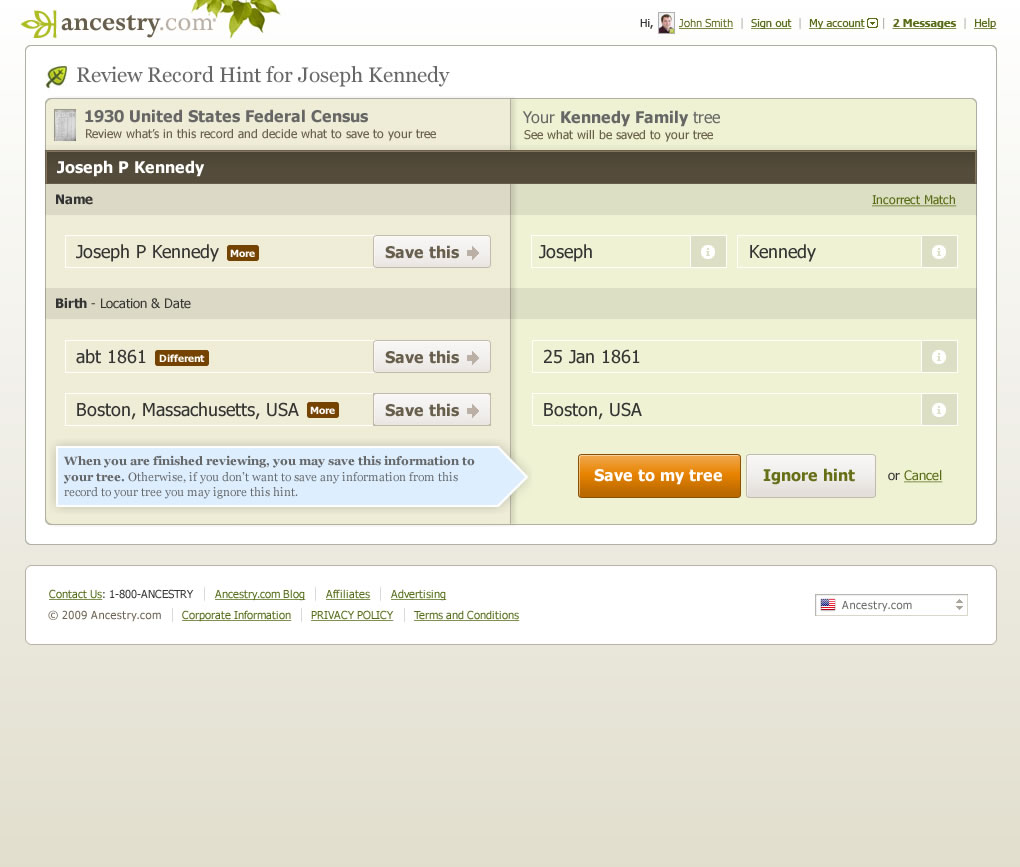 ancestry.com
Hi, John Smith | Sign out | My account | 2 Messages | Help
Review Record Hint for Joseph Kennedy
1930 United States Federal Census
Review what's in this record and decide what to save to your tree
Your Kennedy Family tree
See what will be saved to your tree
Joseph P Kennedy
Name
Incorrect Match
Joseph P Kennedy More Save this
Joseph i Kennedy i
Birth - Location & Date
abt 1861 Different Save this
25 Jan 1861 i
Boston, Massachusetts, USA More Save this
Boston, USA i
When you are finished reviewing, you may save this information to
your tree. Otherwise, if you don't want to save any information from this
record to your tree you may ignore this hint.
Save to my tree Ignore hint or Cancel
Contact Us: 1-800-ANCESTRY | Ancestry.com Blog | Affiliates | Advertising
© 2009 Ancestry.com | Corporate Information | PRIVACY POLICY | Terms and Conditions
Ancestry.com